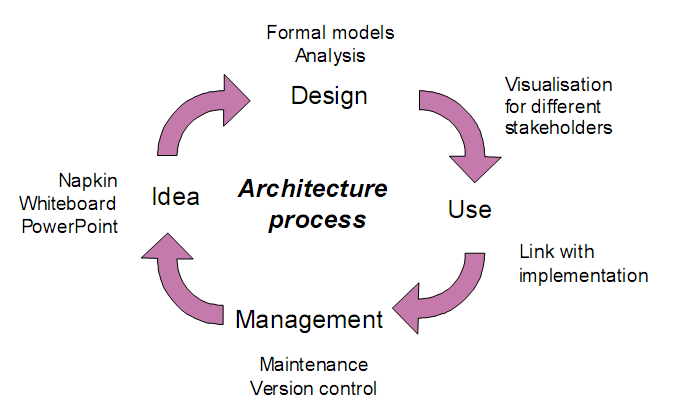 Formal models
Analysis
Design
Visualisation
for different
stakeholders
Napkin
Whiteboard
PowerPoint
Idea
Architecture
process
Use
Link with
implementation
Management
Maintenance
Version control